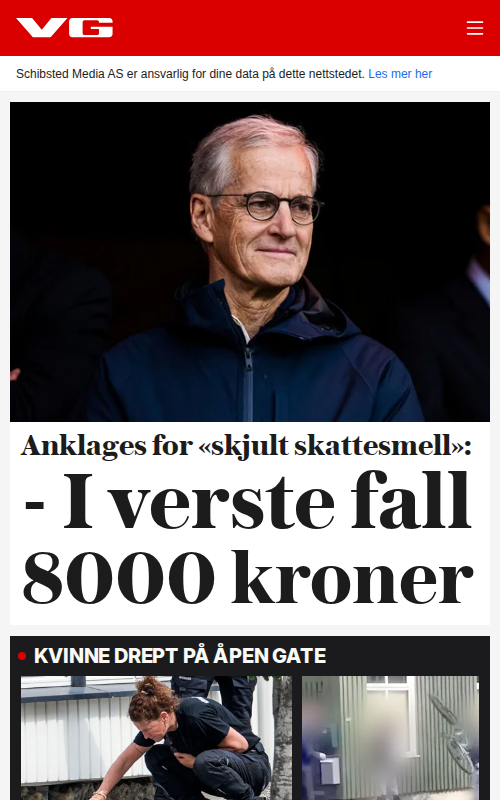 VG
Schibsted Media AS er ansvarlig for dine data på dette nettstedet. Les mer her
Anklages for «skjult skattesmell»:
- I verste fall
8000 kroner
KVINNE DREPT PÅ ÅPEN GATE